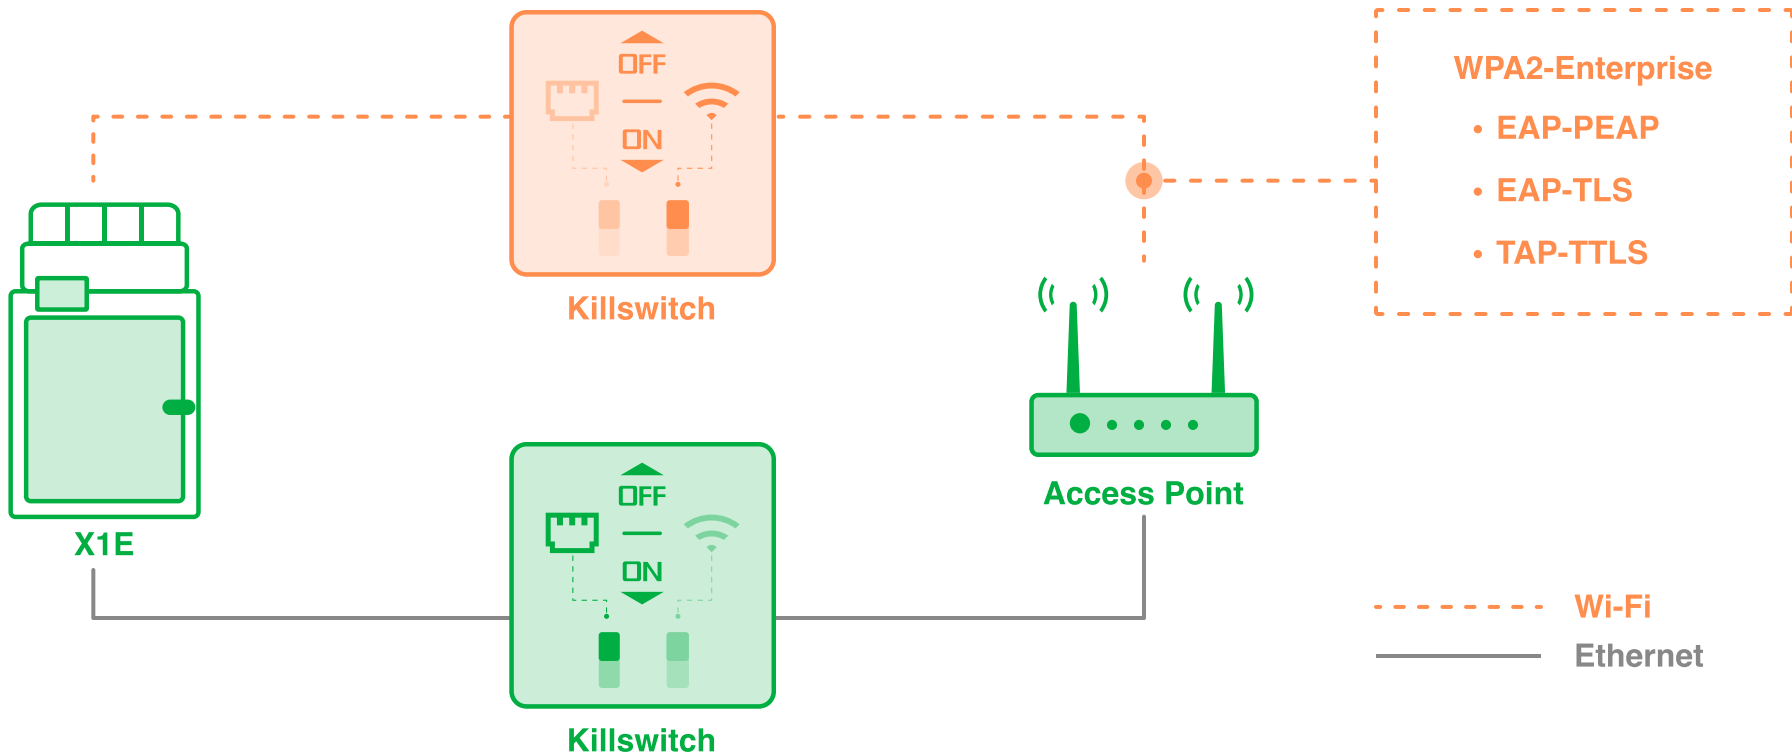 OFF
ON
Killswitch
WPA2-Enterprise
• EAP-PEAP
• EAP-TLS
• TAP-TTLS
X1E
OFF
ON
Killswitch
Access Point
Wi-Fi
Ethernet